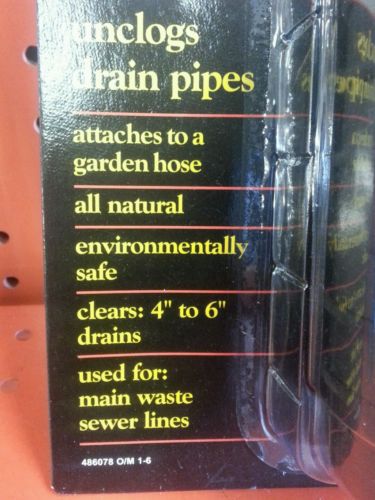 unclogs
drain pipes
attaches to a
garden hose
all natural
environmentally
safe
clears: 4" to 6"
drains
used for:
main waste
sewer lines
486078 O/M 1-6